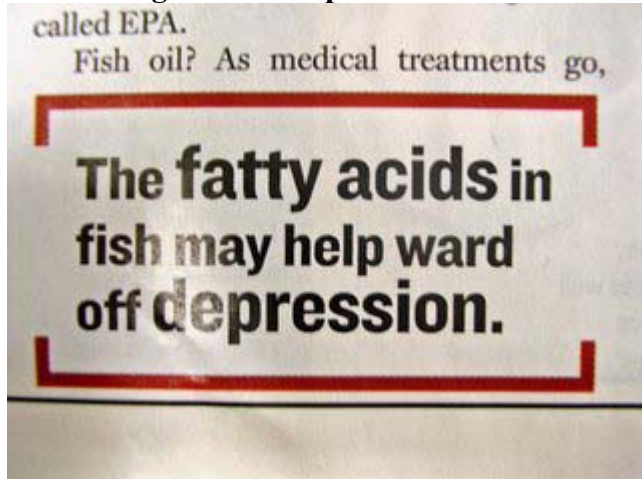 called EPA.
Fish oil? As medical treatments go,
The fatty acids in
fish may help ward
off depression.